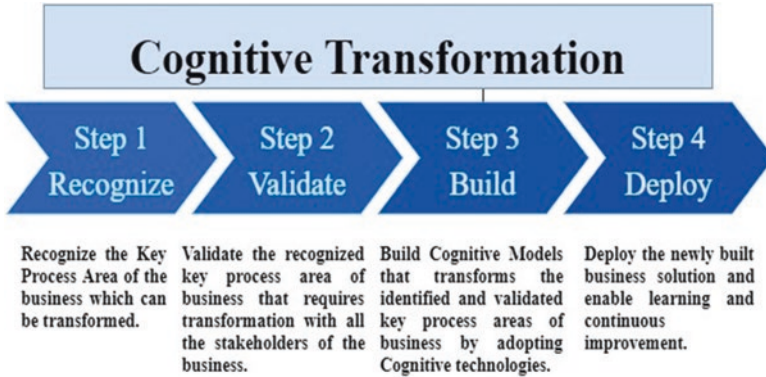 Cognitive Transformation
Step 1
Recognize
Step 2
Validate
Step 3
Build
Step 4
Deploy
Recognize the Key
Process Area of the
business which can
be transformed.
Validate the recognized
key process area of
business that requires
transformation with all
the stakeholders of the
business.
Build Cognitive Models
that transforms the
identified and validated
key process areas of
business by adopting
Cognitive technologies.
Deploy the newly built
business solution and
enable learning and
continuous
improvement.